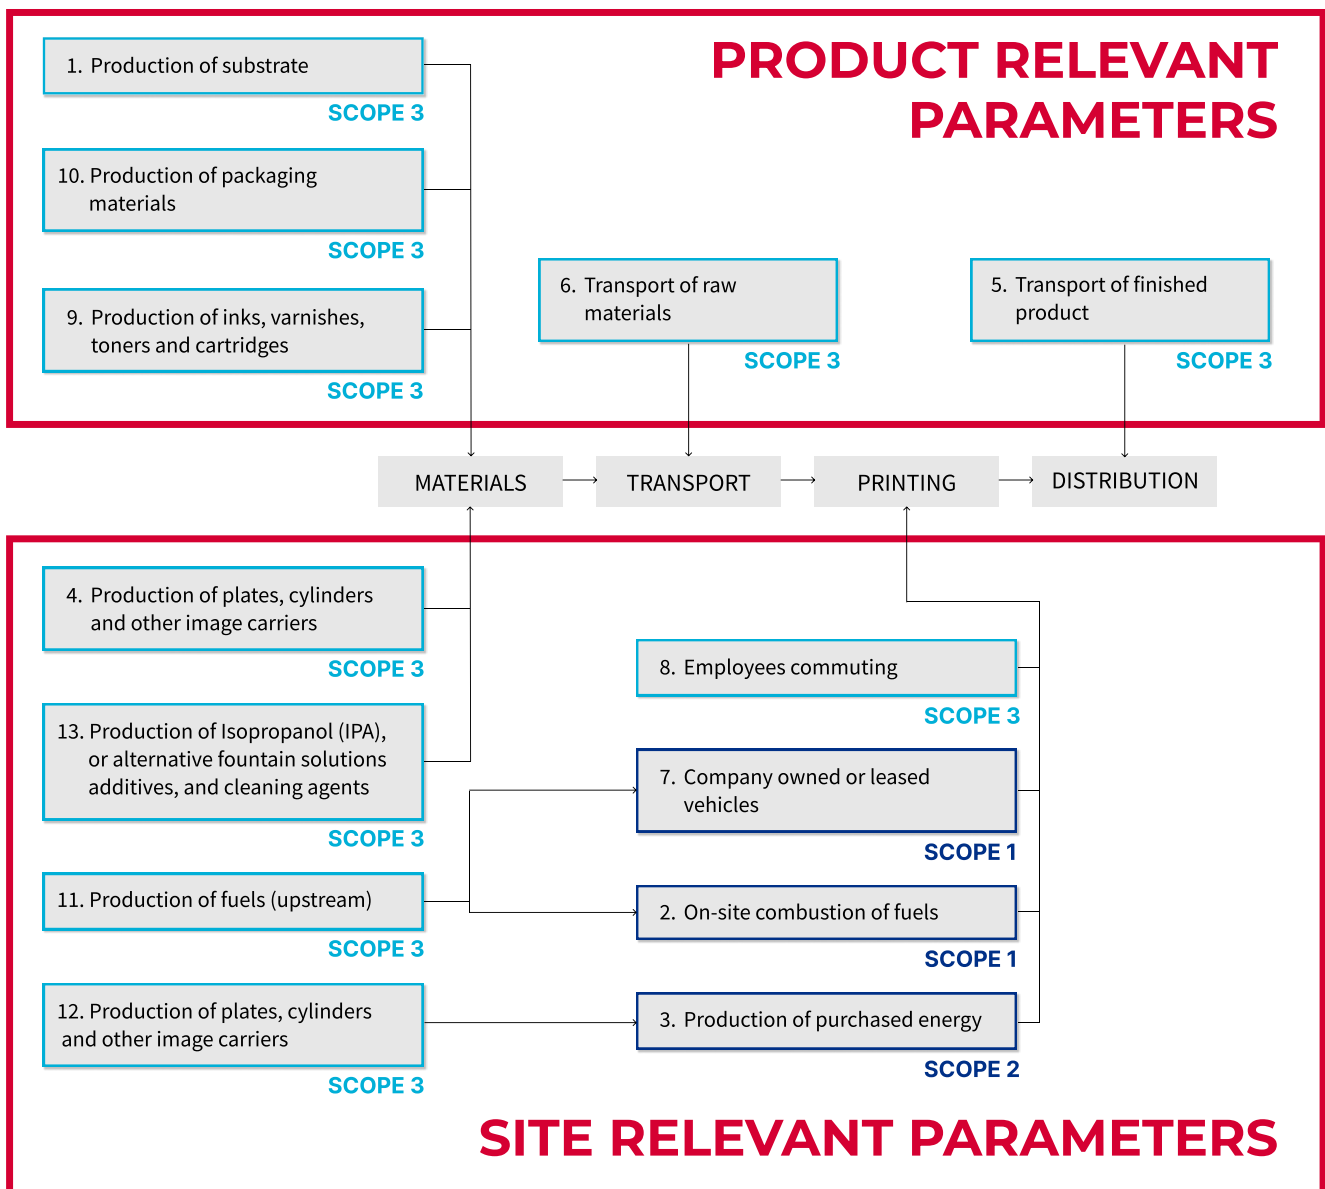 PRODUCT RELEVANT
PARAMETERS
1. Production of substrate
SCOPE 3
10. Production of packaging
materials
SCOPE 3
9. Production of inks, varnishes,
toners and cartridges
SCOPE 3
6. Transport of raw
materials
SCOPE 3
5. Transport of finished
product
SCOPE 3
MATERIALS
TRANSPORT
PRINTING
DISTRIBUTION
4. Production of plates, cylinders
and other image carriers
SCOPE 3
13. Production of Isopropanol (IPA),
or alternative fountain solutions
additives, and cleaning agents
SCOPE 3
11. Production of fuels (upstream)
SCOPE 3
12. Production of plates, cylinders
and other image carriers
SCOPE 3
8. Employees commuting
SCOPE 3
7. Company owned or leased
vehicles
SCOPE 1
2. On-site combustion of fuels
SCOPE 1
3. Production of purchased energy
SCOPE 2
SITE RELEVANT PARAMETERS